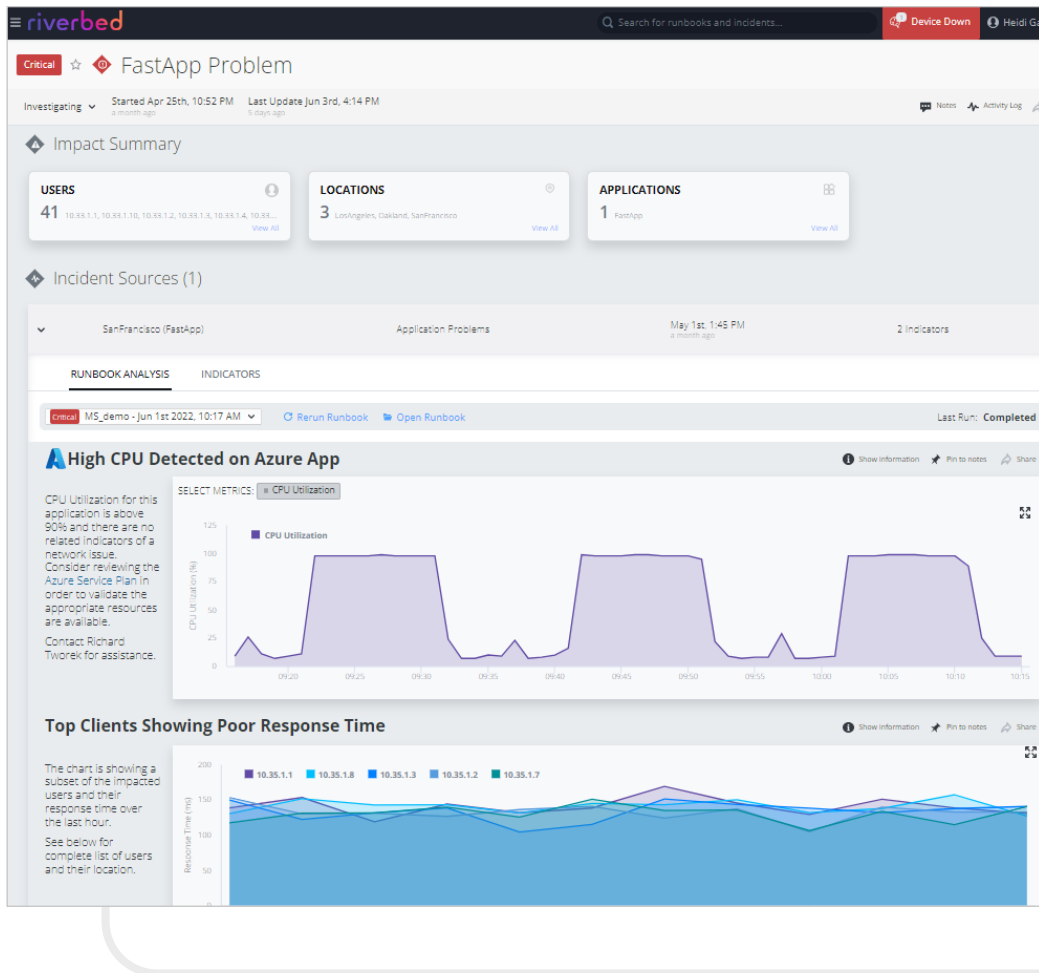 riverbed
Search for runbooks and incidents...
1
Device Down
Heidi Ga
Critical
FastApp Problem
Investigating
Started Apr 25th, 10:52 PM
a month ago
Last Update Jun 3rd, 4:14 PM
5 days ago
Notes
Activity Log
Impact Summary
USERS
41 10.33.1.1, 10.33.1.10, 10.33.1.2, 10.33.1.3, 10.33.1.4, 10.33...
View All
LOCATIONS
3 LosAngeles, Oakland, SanFrancisco
View All
APPLICATIONS
1 FastApp
View All
Incident Sources (1)
SanFrancisco (FastApp)
Application Problems
May 1st, 1:45 PM
a month ago
2 Indicators
RUNBOOK ANALYSIS
INDICATORS
Critical MS_demo - Jun 1st 2022, 10:17 AM
Rerun Runbook
Open Runbook
Last Run: Completed
High CPU Detected on Azure App
Show information
Pin to notes
Share
CPU Utilization for this
application is above
90% and there are no
related indicators of a
network issue.
Consider reviewing the
Azure Service Plan in
order to validate the
appropriate resources
are available.
Contact Richard
Tworek for assistance.
SELECT METRICS: CPU Utilization
CPU Utilization
CPU Utilization (%)
125
100
75
50
25
0
09:20 09:25 09:30 09:35 09:40 09:45 09:50 09:55 10:00 10:05 10:10 10:15
Top Clients Showing Poor Response Time
Show information
Pin to notes
Share
The chart is showing a
subset of the impacted
users and their
response time over
the last hour.
See below for
complete list of users
and their location.
10.35.1.1 10.35.1.8 10.35.1.3 10.35.1.2 10.35.1.7
Response Time (ms)
200
150
100
50
0